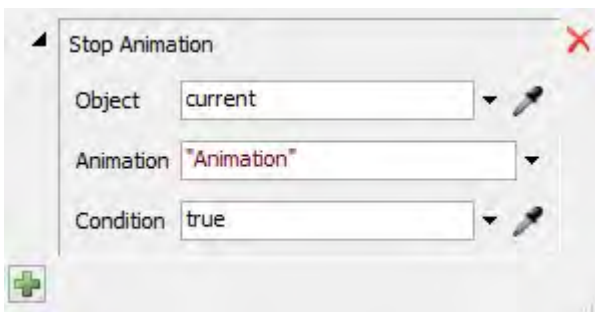 Stop Animation
Object current
Animation "Animation"
Condition true